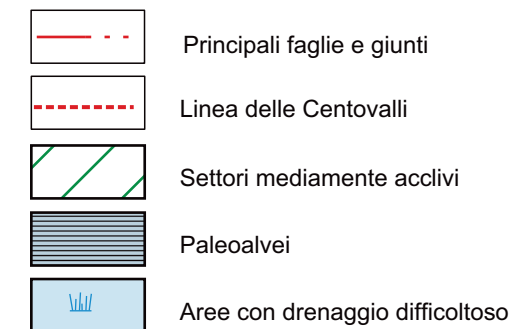 Principali faglie e giunti
Linea delle Centovalli
Settori mediamente acclivi
Paleoalvei
Aree con drenaggio difficoltoso